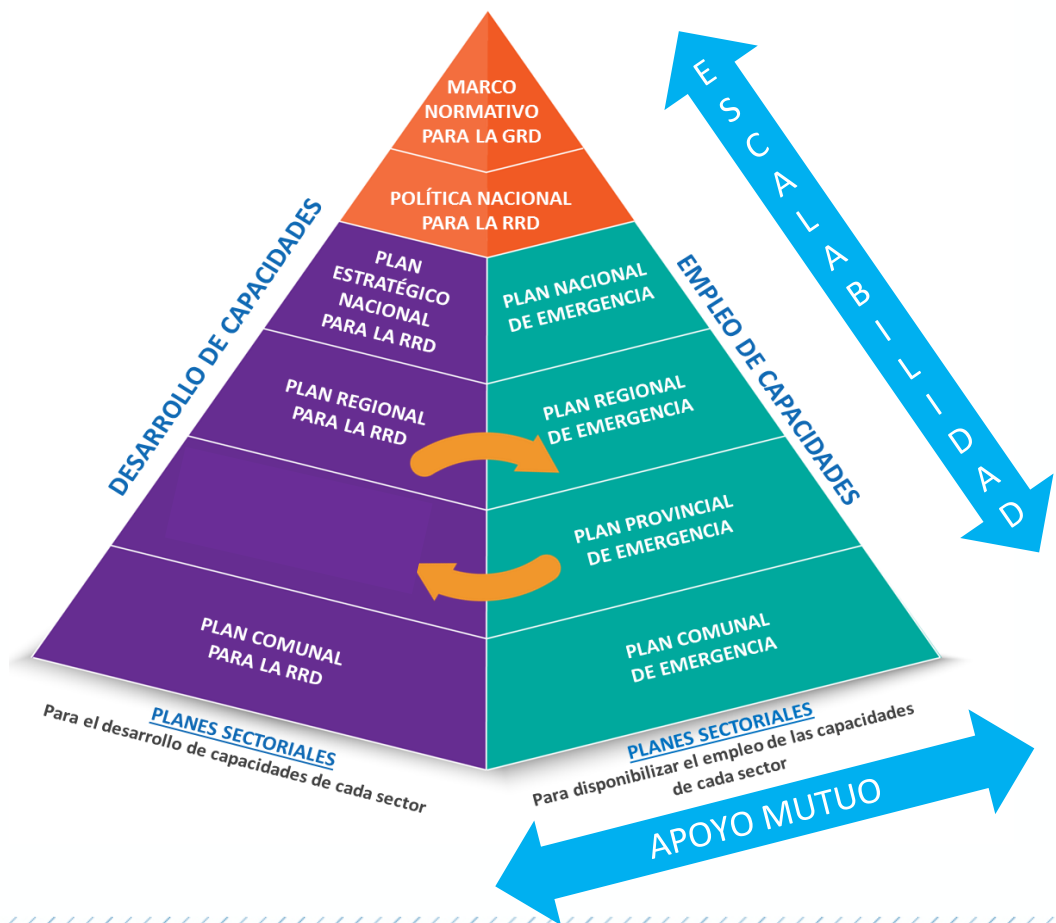 MARCO
NORMATIVO
PARA LA GRD
POLÍTICA NACIONAL
PARA LA RRD
DESARROLLO DE CAPACIDADES
PLAN
ESTRATÉGICO
NACIONAL
PARA LA RRD
PLAN REGIONAL
PARA LA RRD
PLAN COMUNAL
PARA LA RRD
PLANES SECTORIALES
Para el desarrollo de capacidades de cada sector
EMPLEO DE CAPACIDADES
PLAN NACIONAL
DE EMERGENCIA
PLAN REGIONAL
DE EMERGENCIA
PLAN PROVINCIAL
DE EMERGENCIA
PLAN COMUNAL
DE EMERGENCIA
PLANES SECTORIALES
Para disponibilizar el empleo de las capacidades
de cada sector
ESCALABILIDAD
APOYO MUTUO